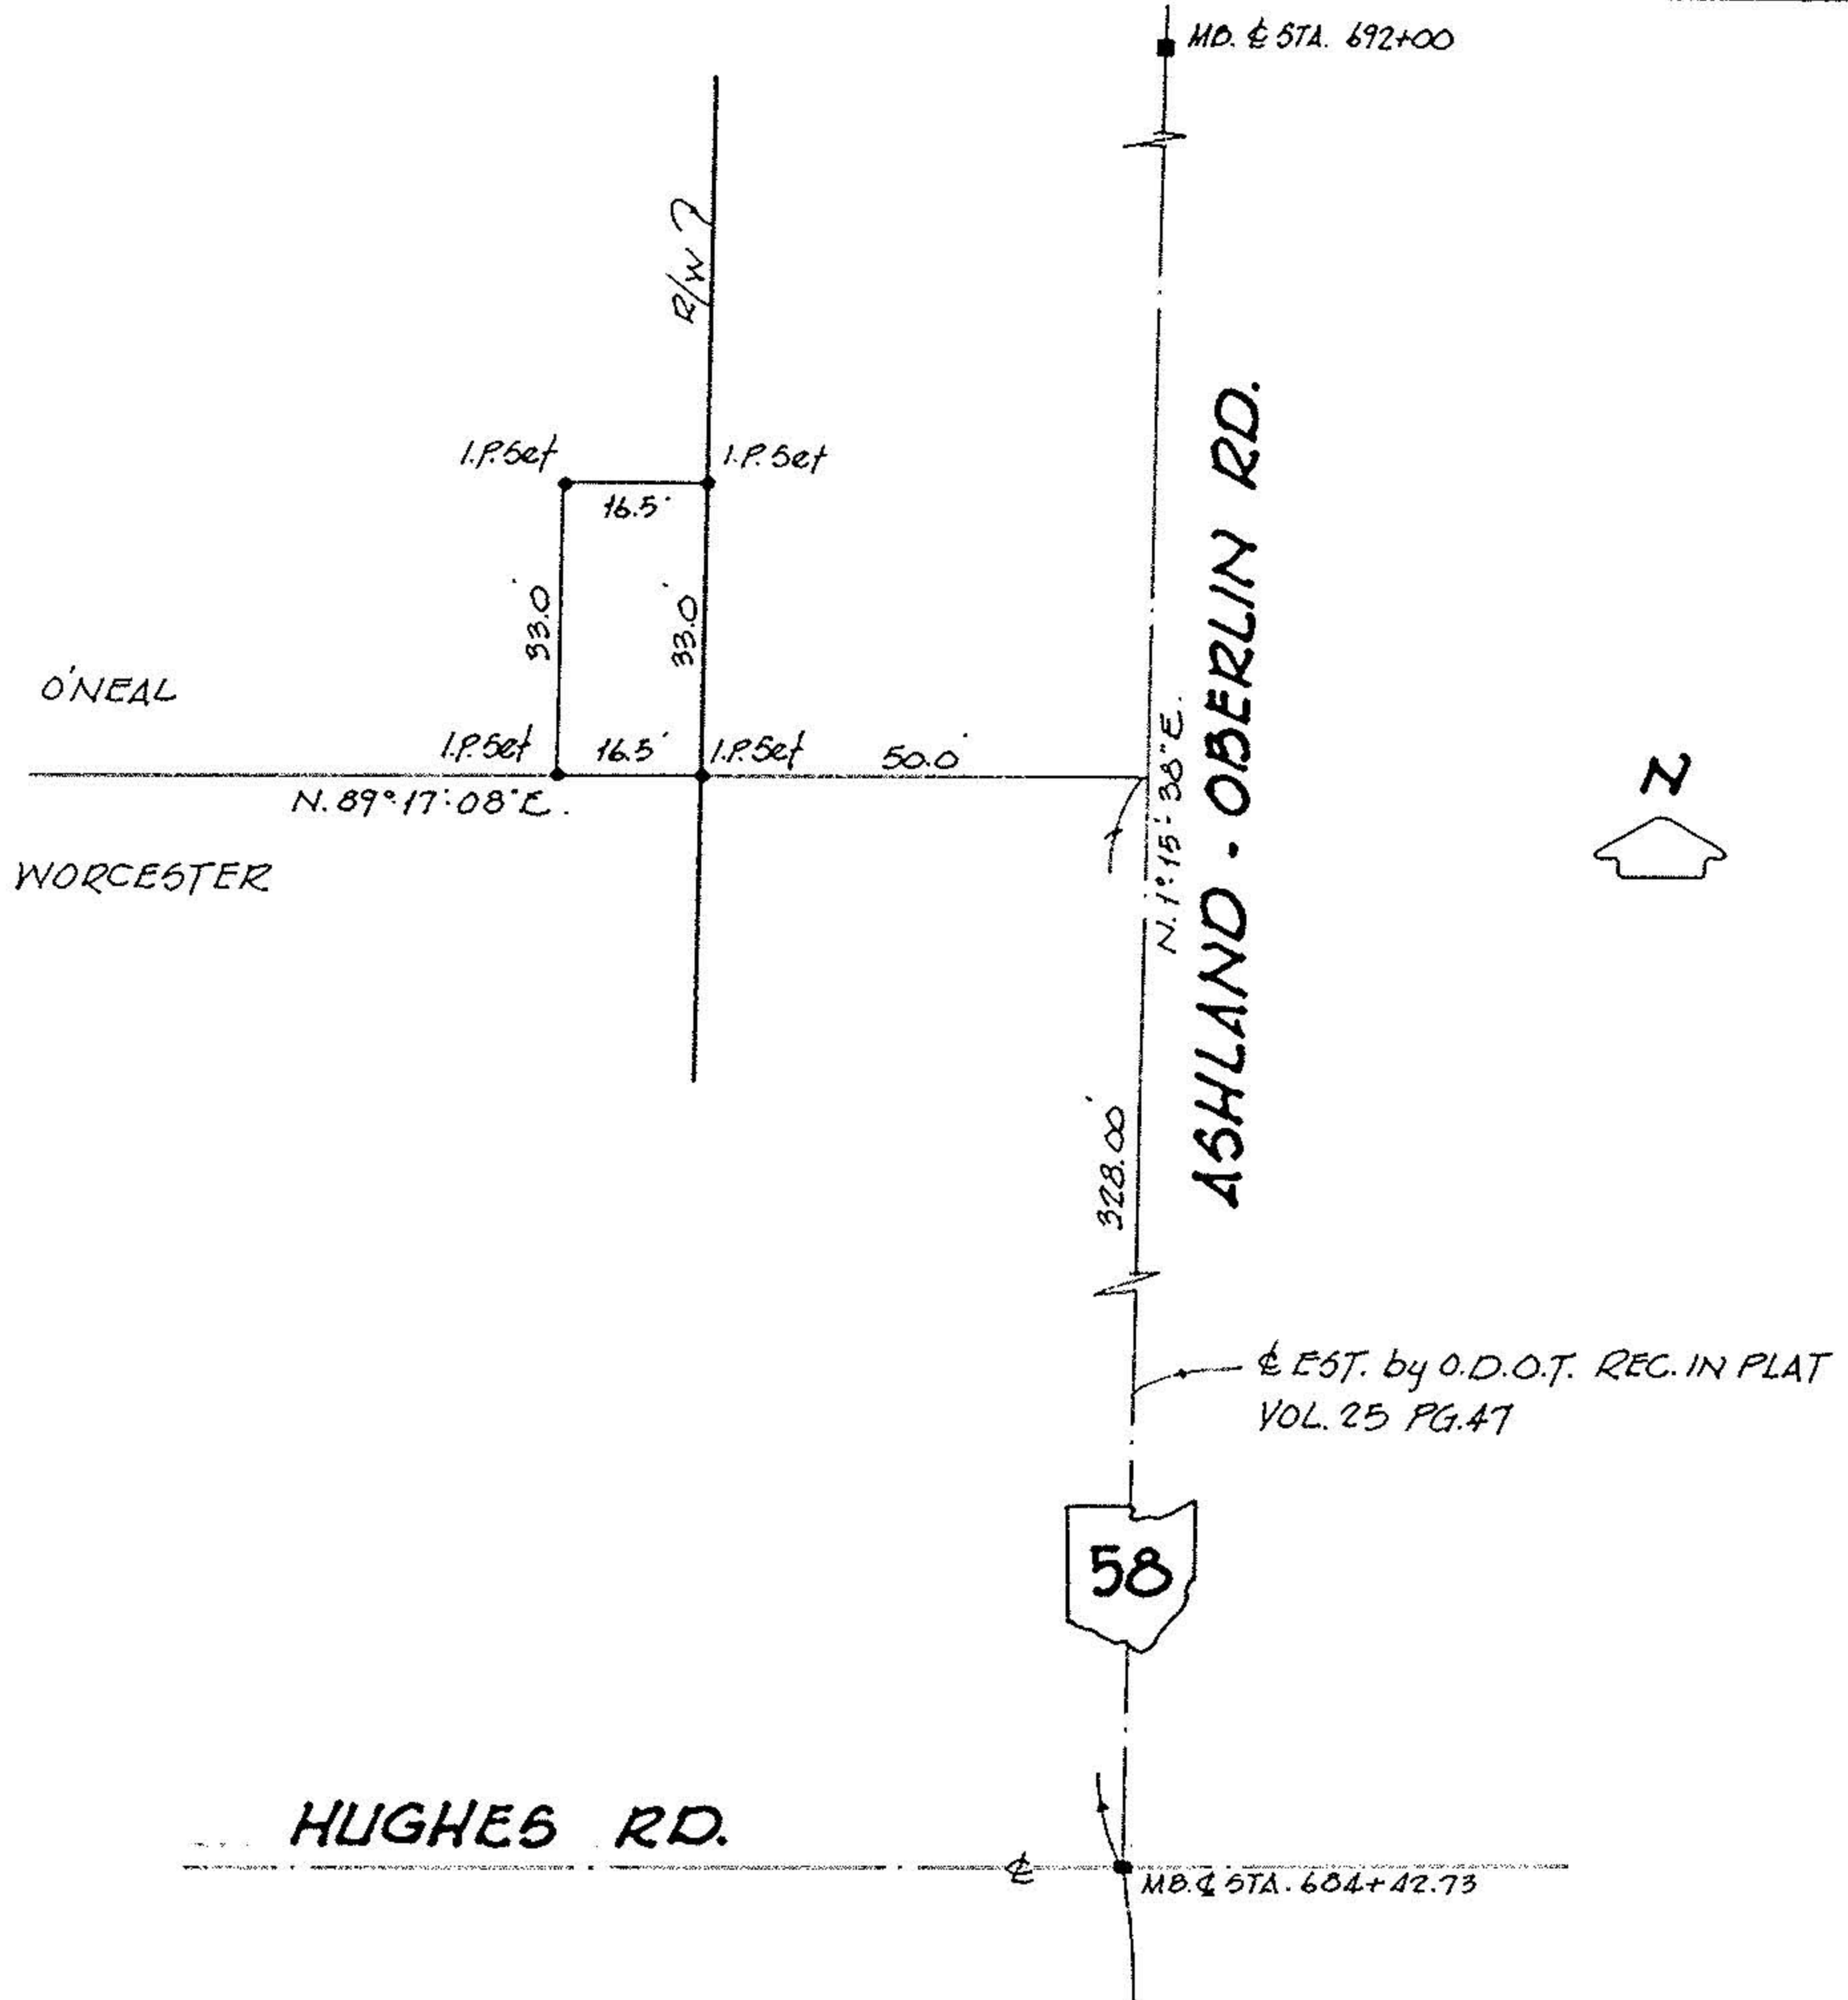 MB. ℄ STA. 692+00
R/W
I.P. Set
I.P. Set
16.5'
33.0'
33.0'
O'NEAL
I.P. Set
16.5'
I.P. Set
50.0'
N. 89°-17'-08" E.
N. 1°-15'-38" E.
ASHLAND - OBERLIN RD.
N
WORCESTER
328.00'
℄ EST. by O.D.O.T. REC. IN PLAT
VOL. 25 PG. 47
58
HUGHES RD.
℄
MB. ℄ STA. 684+42.73